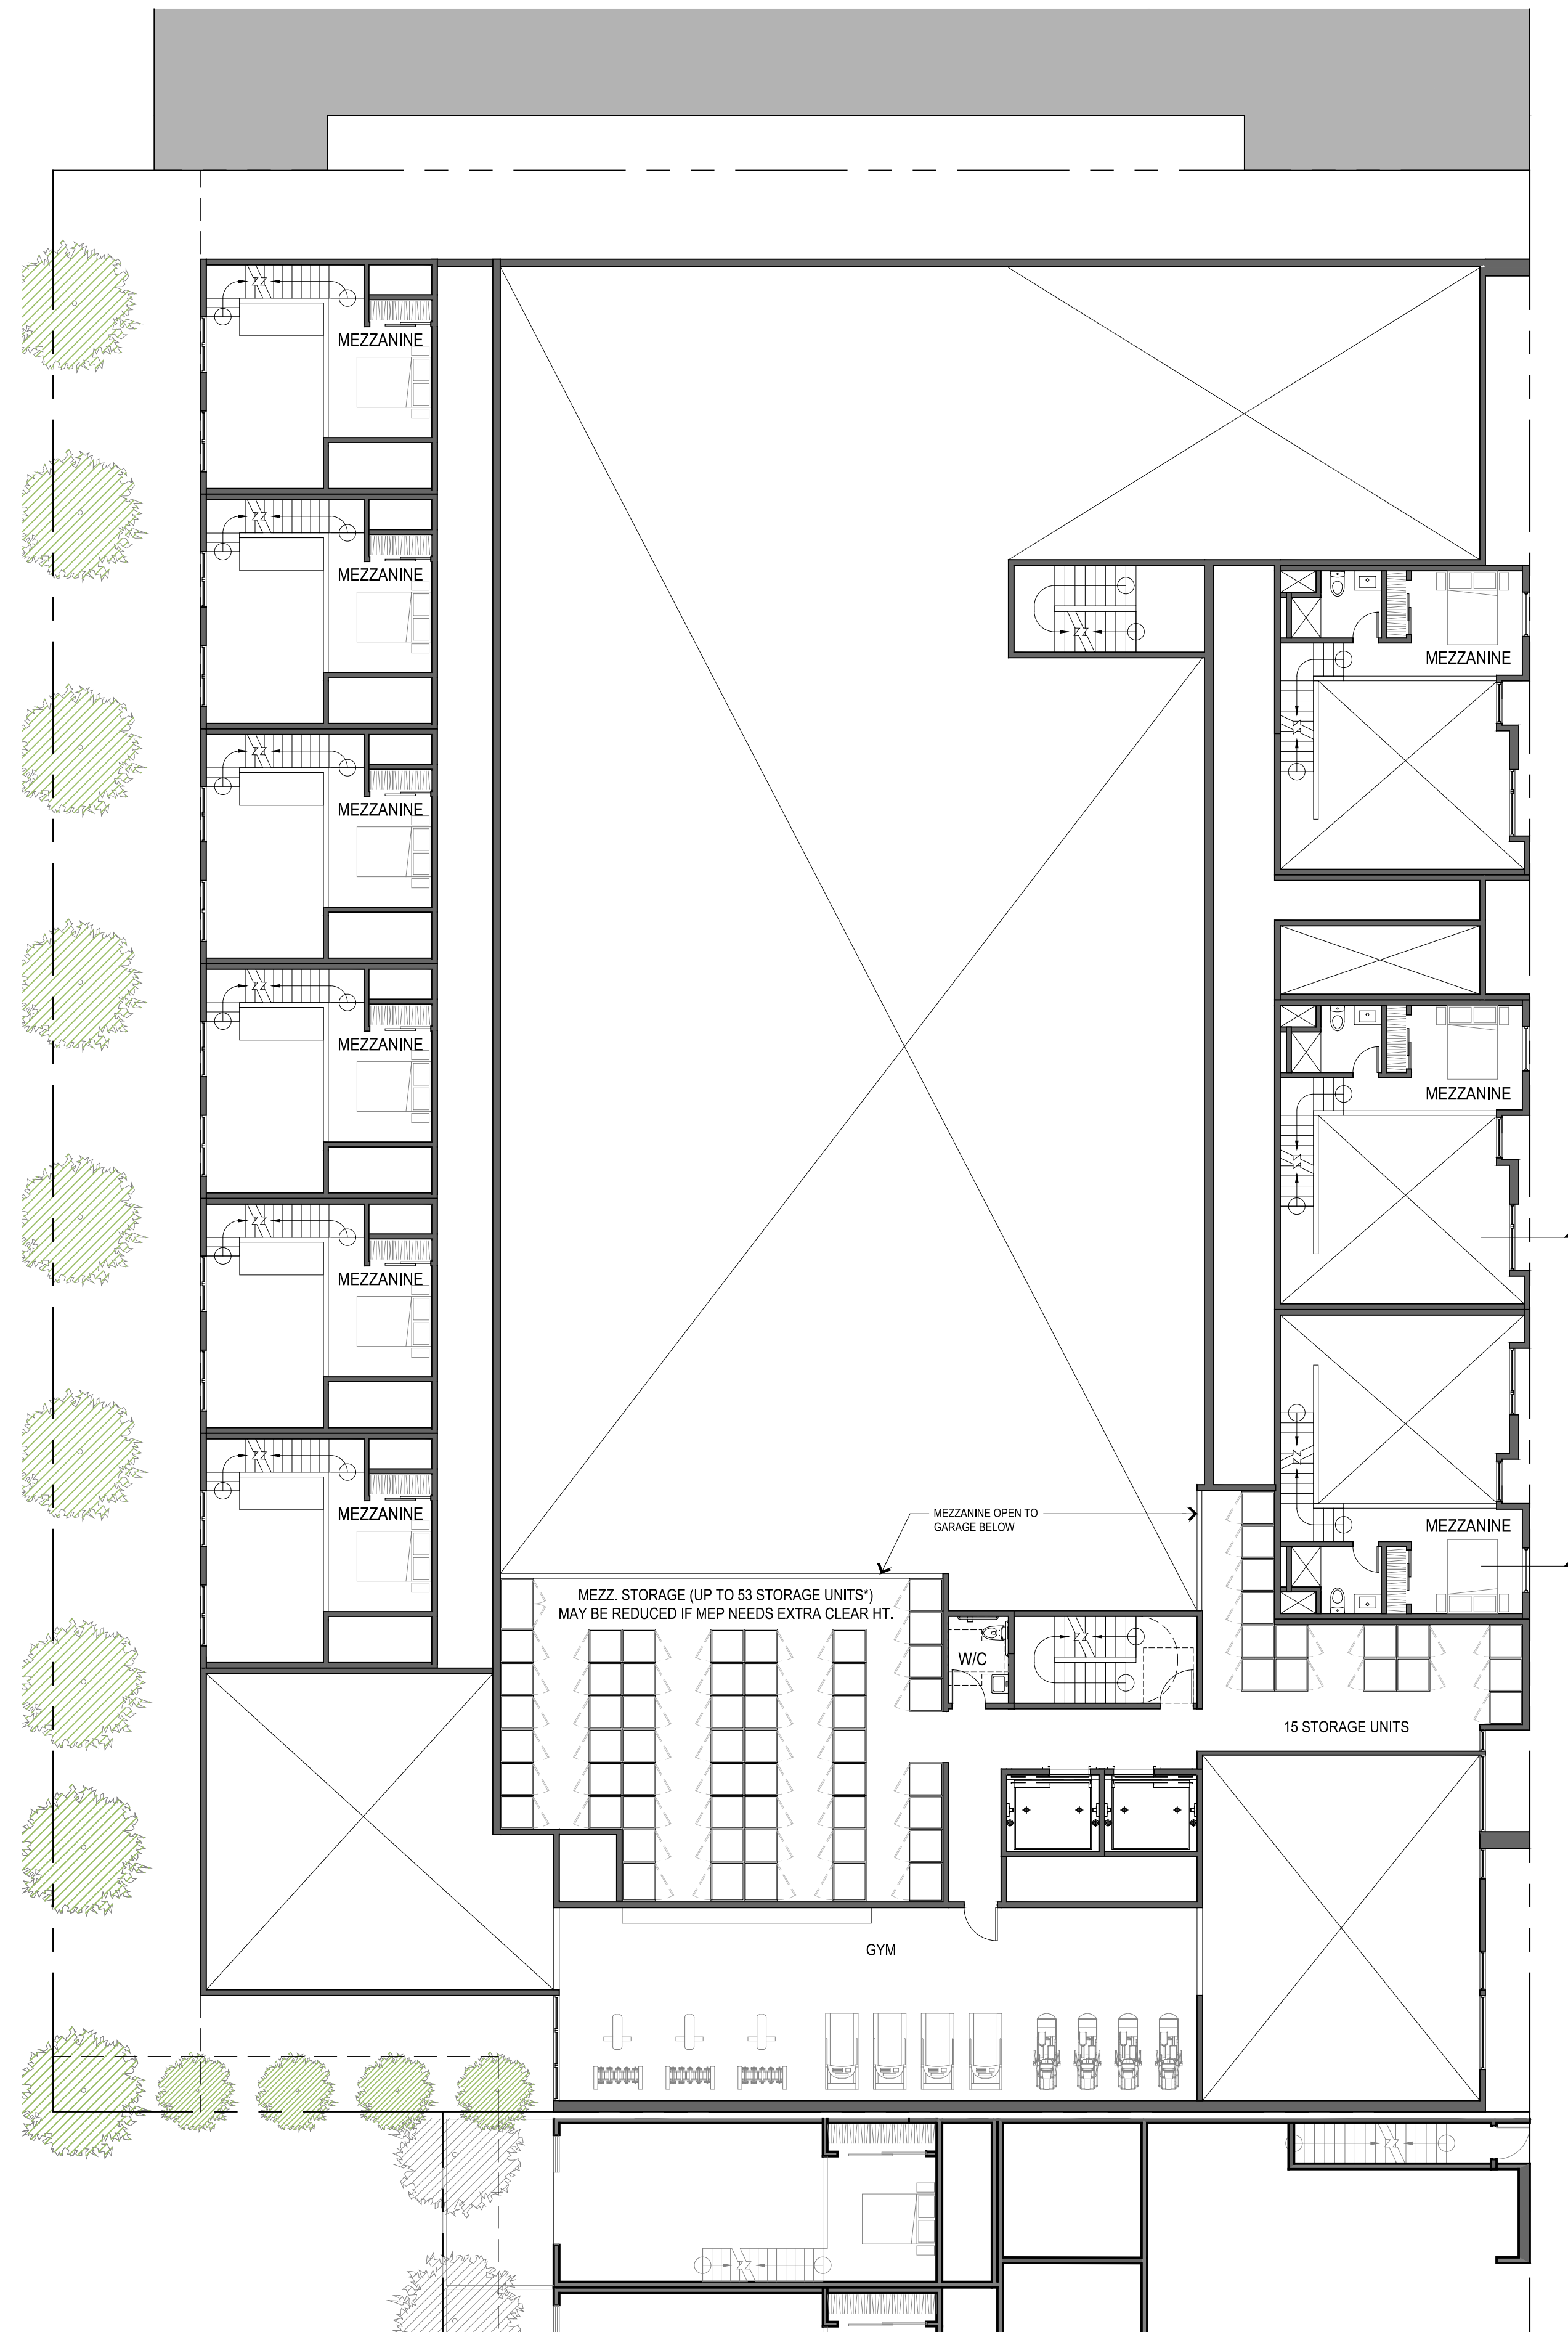 MEZZANINE
MEZZANINE
MEZZANINE
MEZZANINE
MEZZANINE
MEZZANINE
MEZZANINE
MEZZANINE
MEZZANINE
MEZZANINE OPEN TO
GARAGE BELOW
MEZZ. STORAGE (UP TO 53 STORAGE UNITS*)
MAY BE REDUCED IF MEP NEEDS EXTRA CLEAR HT.
W/C
15 STORAGE UNITS
GYM